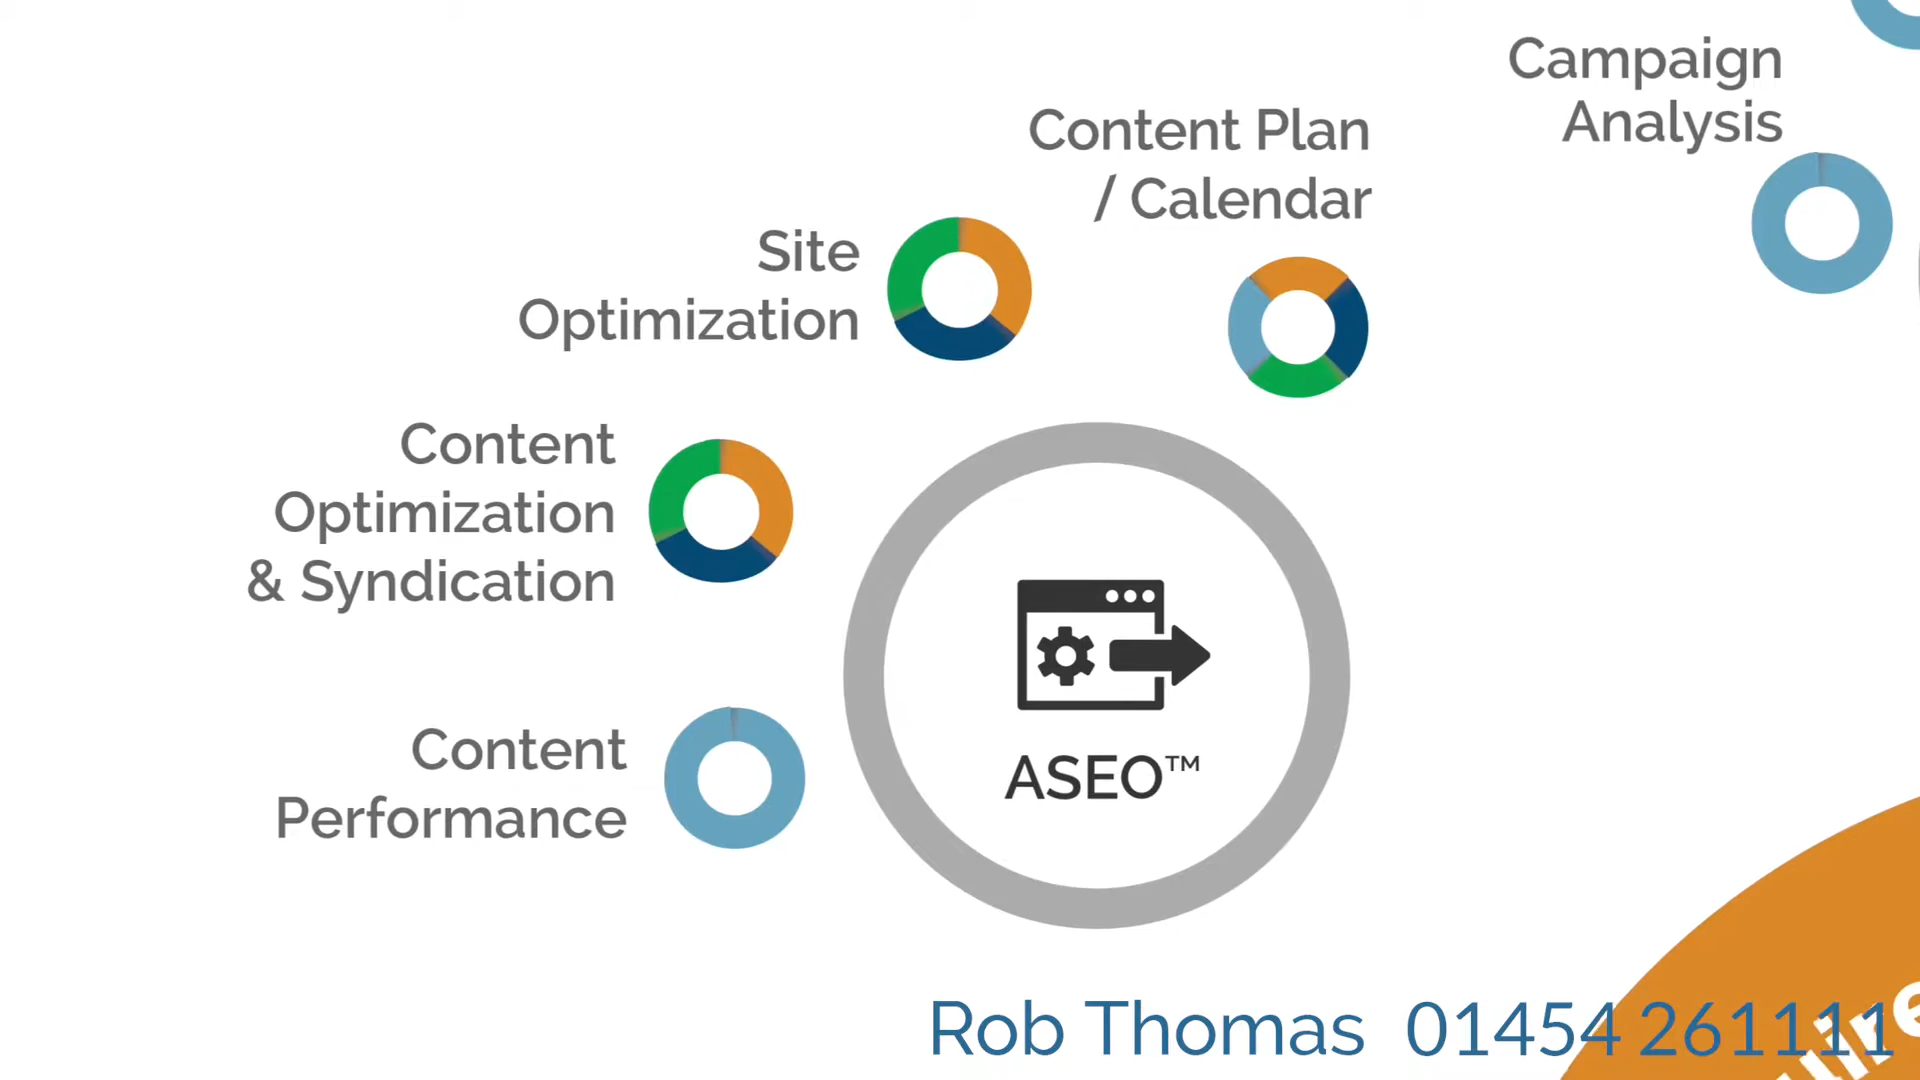 Campaign
Analysis
Content Plan
/ Calendar
Site
Optimization
Content
Optimization
& Syndication
Content
Performance
ASEO™
Rob Thomas 01454 261111